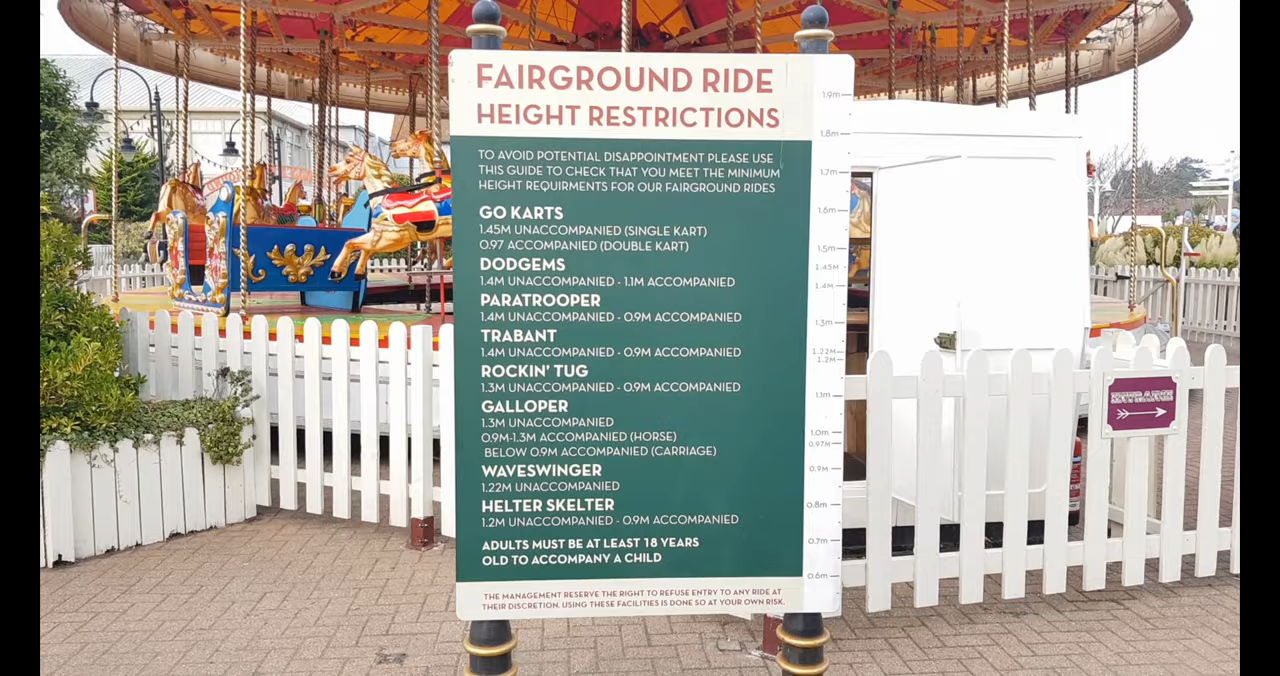 FAIRGROUND RIDE
HEIGHT RESTRICTIONS
TO AVOID POTENTIAL DISAPPOINTMENT PLEASE USE
THIS GUIDE TO CHECK THAT YOU MEET THE MINIMUM
HEIGHT REQUIRMENTS FOR OUR FAIRGROUND RIDES
GO KARTS
1.45M UNACCOMPANIED (SINGLE KART)
0.97 ACCOMPANIED (DOUBLE KART)
DODGEMS
1.4M UNACCOMPANIED - 1.1M ACCOMPANIED
PARATROOPER
1.4M UNACCOMPANIED - 0.9M ACCOMPANIED
TRABANT
1.4M UNACCOMPANIED - 0.9M ACCOMPANIED
ROCKIN' TUG
1.3M UNACCOMPANIED - 0.9M ACCOMPANIED
GALLOPER
1.3M UNACCOMPANIED
0.9M-1.3M ACCOMPANIED (HORSE)
BELOW 0.9M ACCOMPANIED (CARRIAGE)
WAVESWINGER
1.22M UNACCOMPANIED
HELTER SKELTER
1.2M UNACCOMPANIED - 0.9M ACCOMPANIED
ADULTS MUST BE AT LEAST 18 YEARS
OLD TO ACCOMPANY A CHILD
THE MANAGEMENT RESERVE THE RIGHT TO REFUSE ENTRY TO ANY RIDE AT
THEIR DISCRETION. USING THESE FACILITIES IS DONE SO AT YOUR OWN RISK.
1.9m
1.8m
1.7m
1.6m
1.5m
1.45M
1.4M
1.3m
1.22M
1.2M
1.1m
1.0m
0.97M
0.9M
0.8m
0.7m
0.6m
ENTRANCE